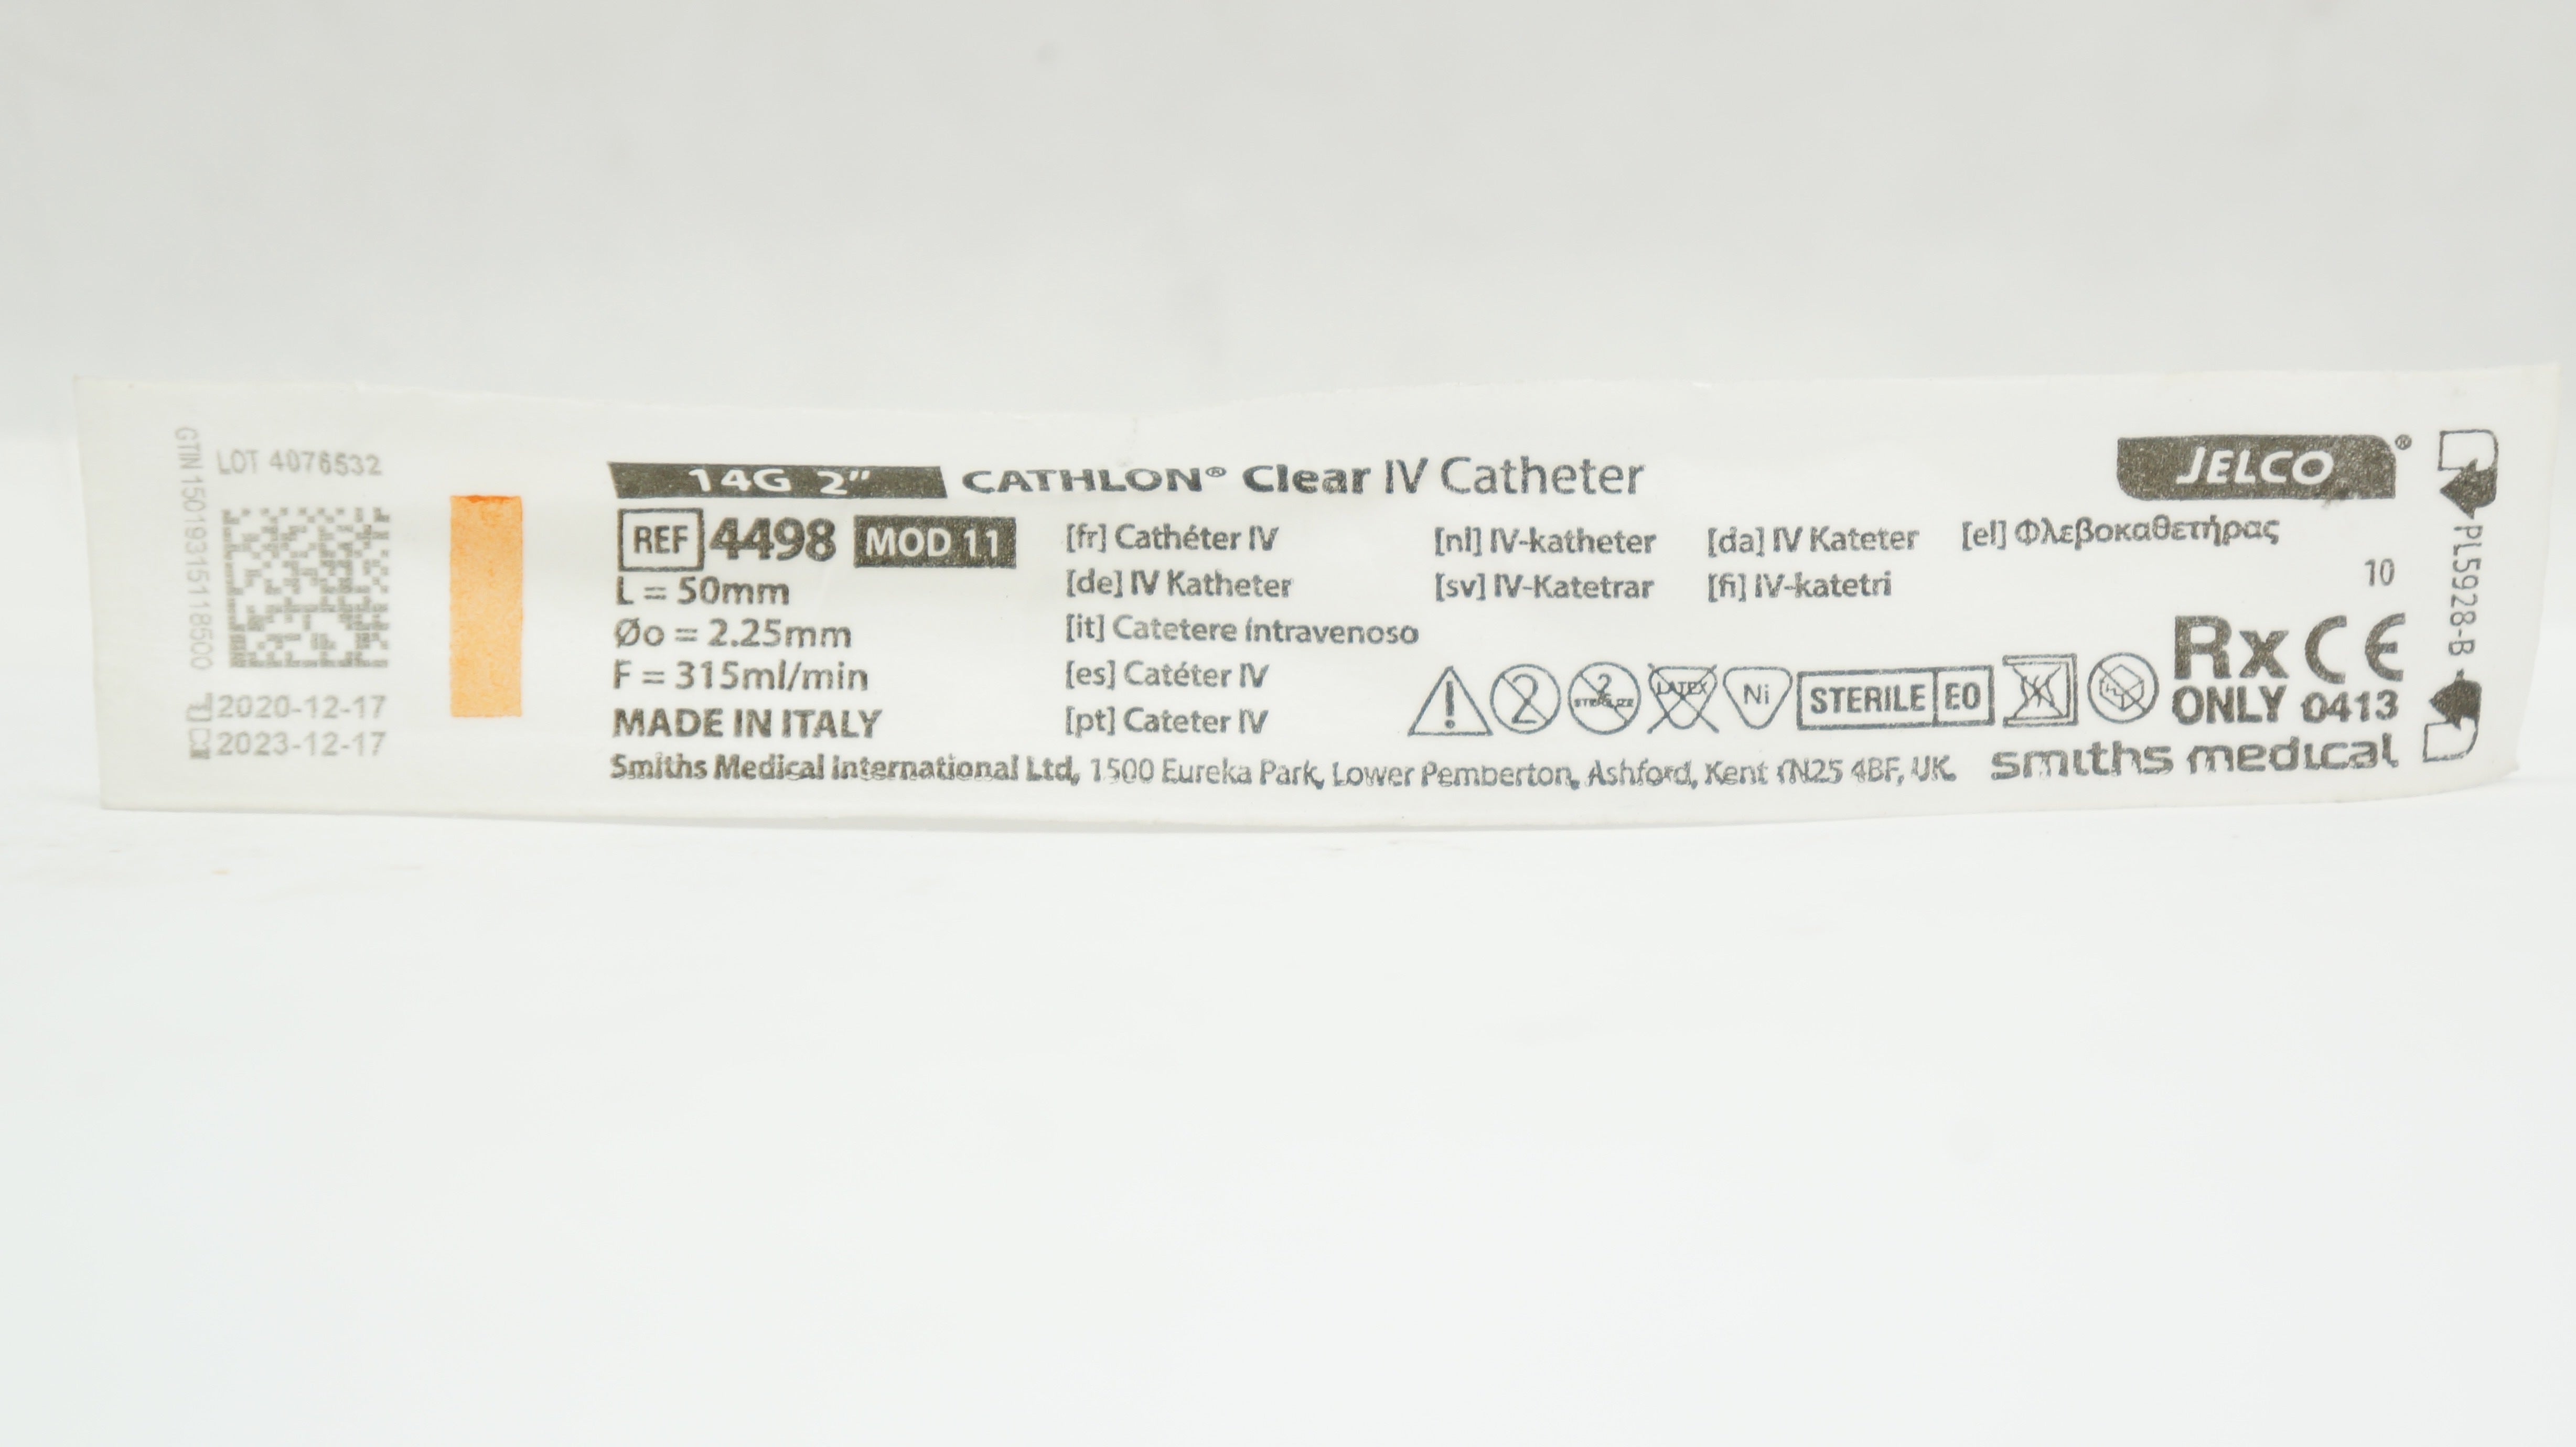 GTIN 15019315118500
LOT 4076532
2020-12-17
2023-12-17
14G 2" CATHLON® Clear IV Catheter
JELCO®
REF 4498 MOD 11
L = 50mm
Øo = 2.25mm
F = 315ml/min
MADE IN ITALY
[fr] Cathéter IV
[de] IV Katheter
[it] Catetere intravenoso
[es] Catéter IV
[pt] Cateter IV
[nl] IV-katheter
[sv] IV-Katetrar
[da] IV Kateter
[fi] IV-katetri
[el] Φλεβοκαθετήρας
10
2
2 STERILIZE
LATEX
Ni
STERILE EO
Rx ONLY
CE 0413
Smiths Medical International Ltd, 1500 Eureka Park, Lower Pemberton, Ashford, Kent TN25 4BF, UK.
smiths medical
PL5928-B